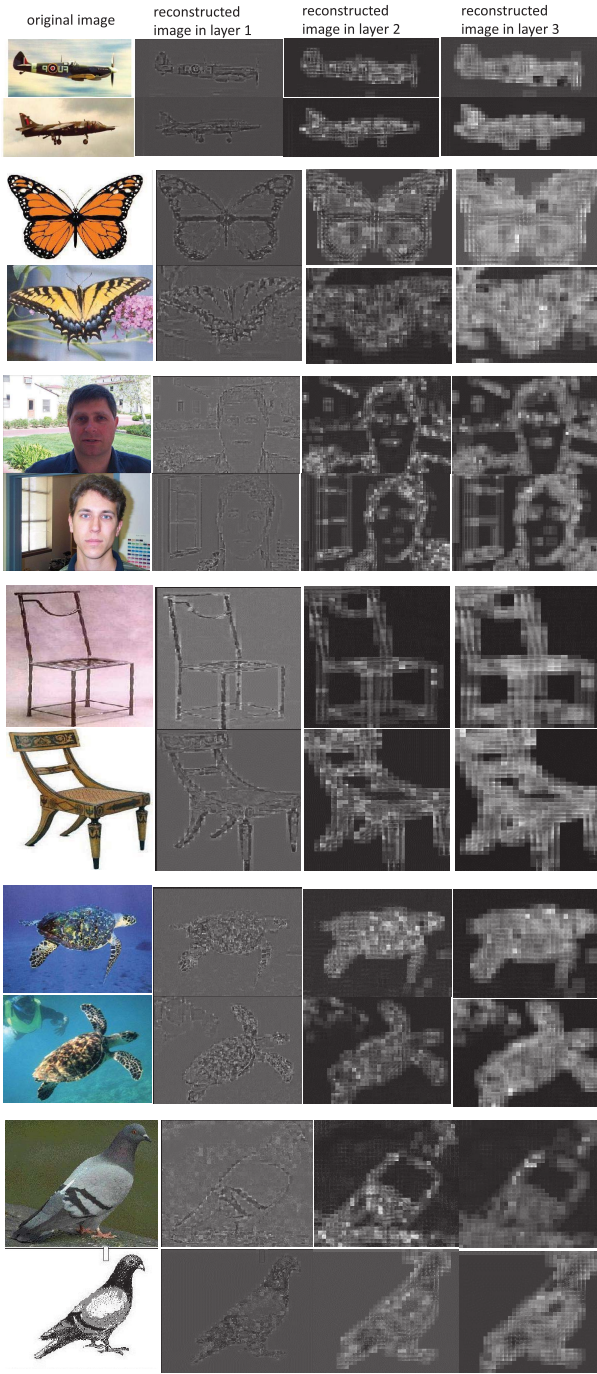 original image
reconstructed
image in layer 1
reconstructed
image in layer 2
reconstructed
image in layer 3